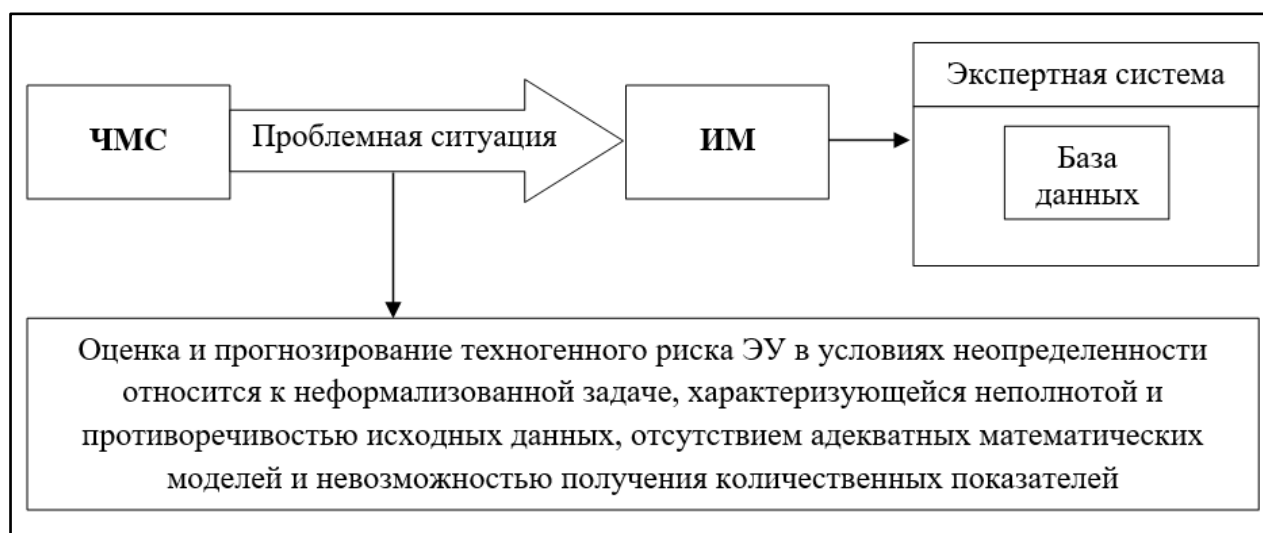 ЧМС
Проблемная ситуация
ИМ
Экспертная система
База
данных
Оценка и прогнозирование техногенного риска ЭУ в условиях неопределенности
относится к неформализованной задаче, характеризующейся неполнотой и
противоречивостью исходных данных, отсутствием адекватных математических
моделей и невозможностью получения количественных показателей